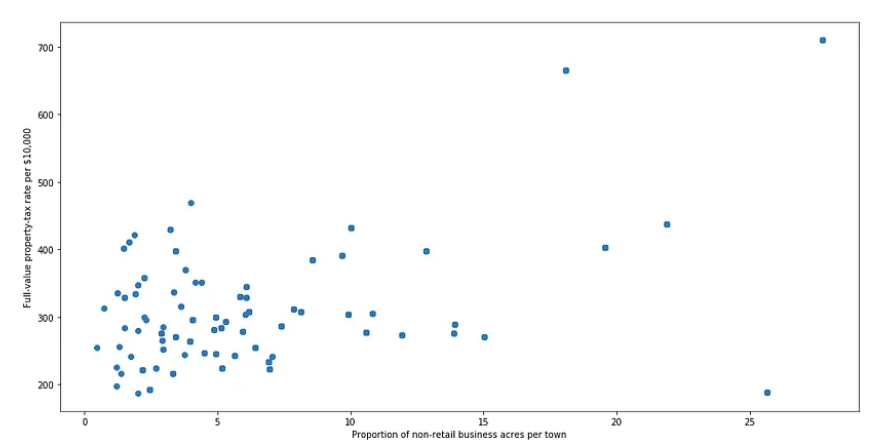 700
600
500
400
300
200
Full-value property-tax rate per $10,000
0 5 10 15 20 25
Proportion of non-retail business acres per town